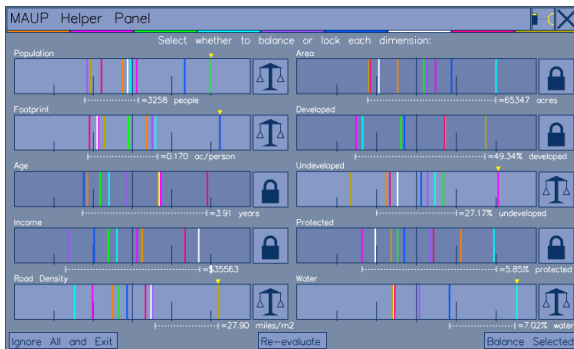 MAUP Helper Panel
Select whether to balance or lock each dimension:
Population
Area
=3258 people
=65347 acres
Footprint
Developed
=0.170 ac/person
=49.34% developed
Age
Undeveloped
=3.91 years
=27.17% undeveloped
Income
Protected
=$35563
=5.85% protected
Road Density
Water
=27.90 miles/m2
=7.02% water
Ignore All and Exit
Re-evaluate
Balance Selected